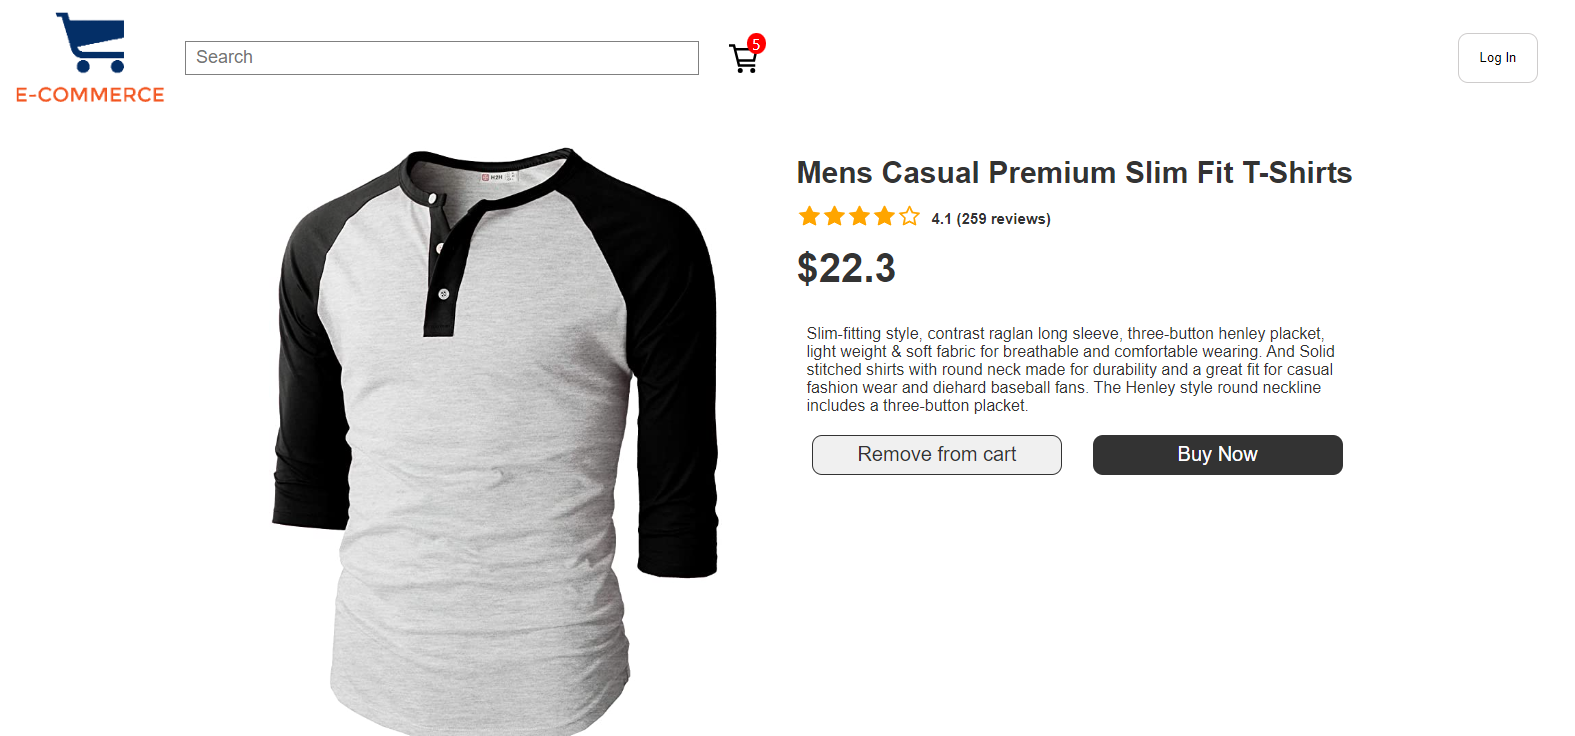 E-COMMERCE
Search
5
Log In
H2H
Mens Casual Premium Slim Fit T-Shirts
4.1 (259 reviews)
$22.3
Slim-fitting style, contrast raglan long sleeve, three-button henley placket,
light weight & soft fabric for breathable and comfortable wearing. And Solid
stitched shirts with round neck made for durability and a great fit for casual
fashion wear and diehard baseball fans. The Henley style round neckline
includes a three-button placket.
Remove from cart
Buy Now